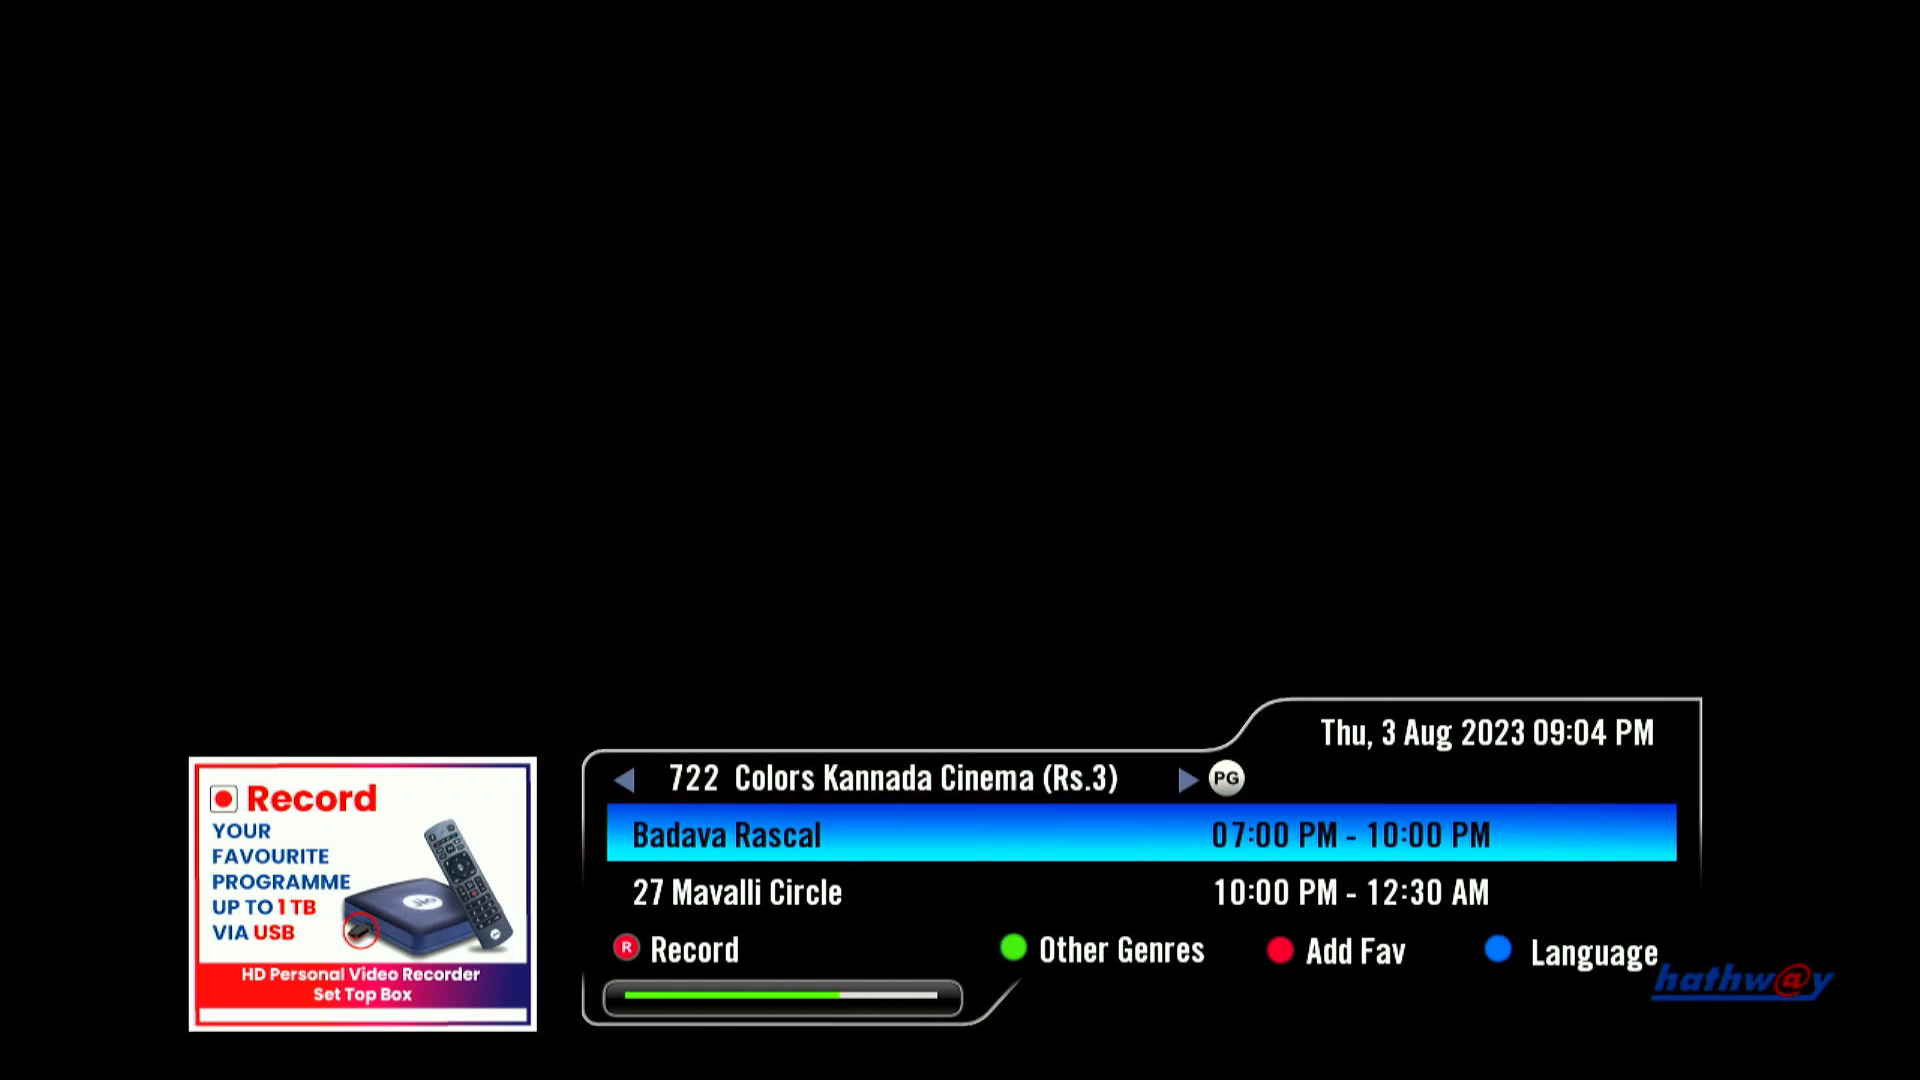 Thu, 3 Aug 2023 09:04 PM
722 Colors Kannada Cinema (Rs.3) PG
Badava Rascal 07:00 PM - 10:00 PM
27 Mavalli Circle 10:00 PM - 12:30 AM
R Record Other Genres Add Fav Language
hathw@y
Record
YOUR
FAVOURITE
PROGRAMME
UP TO 1 TB
VIA USB
Jio
HD Personal Video Recorder
Set Top Box